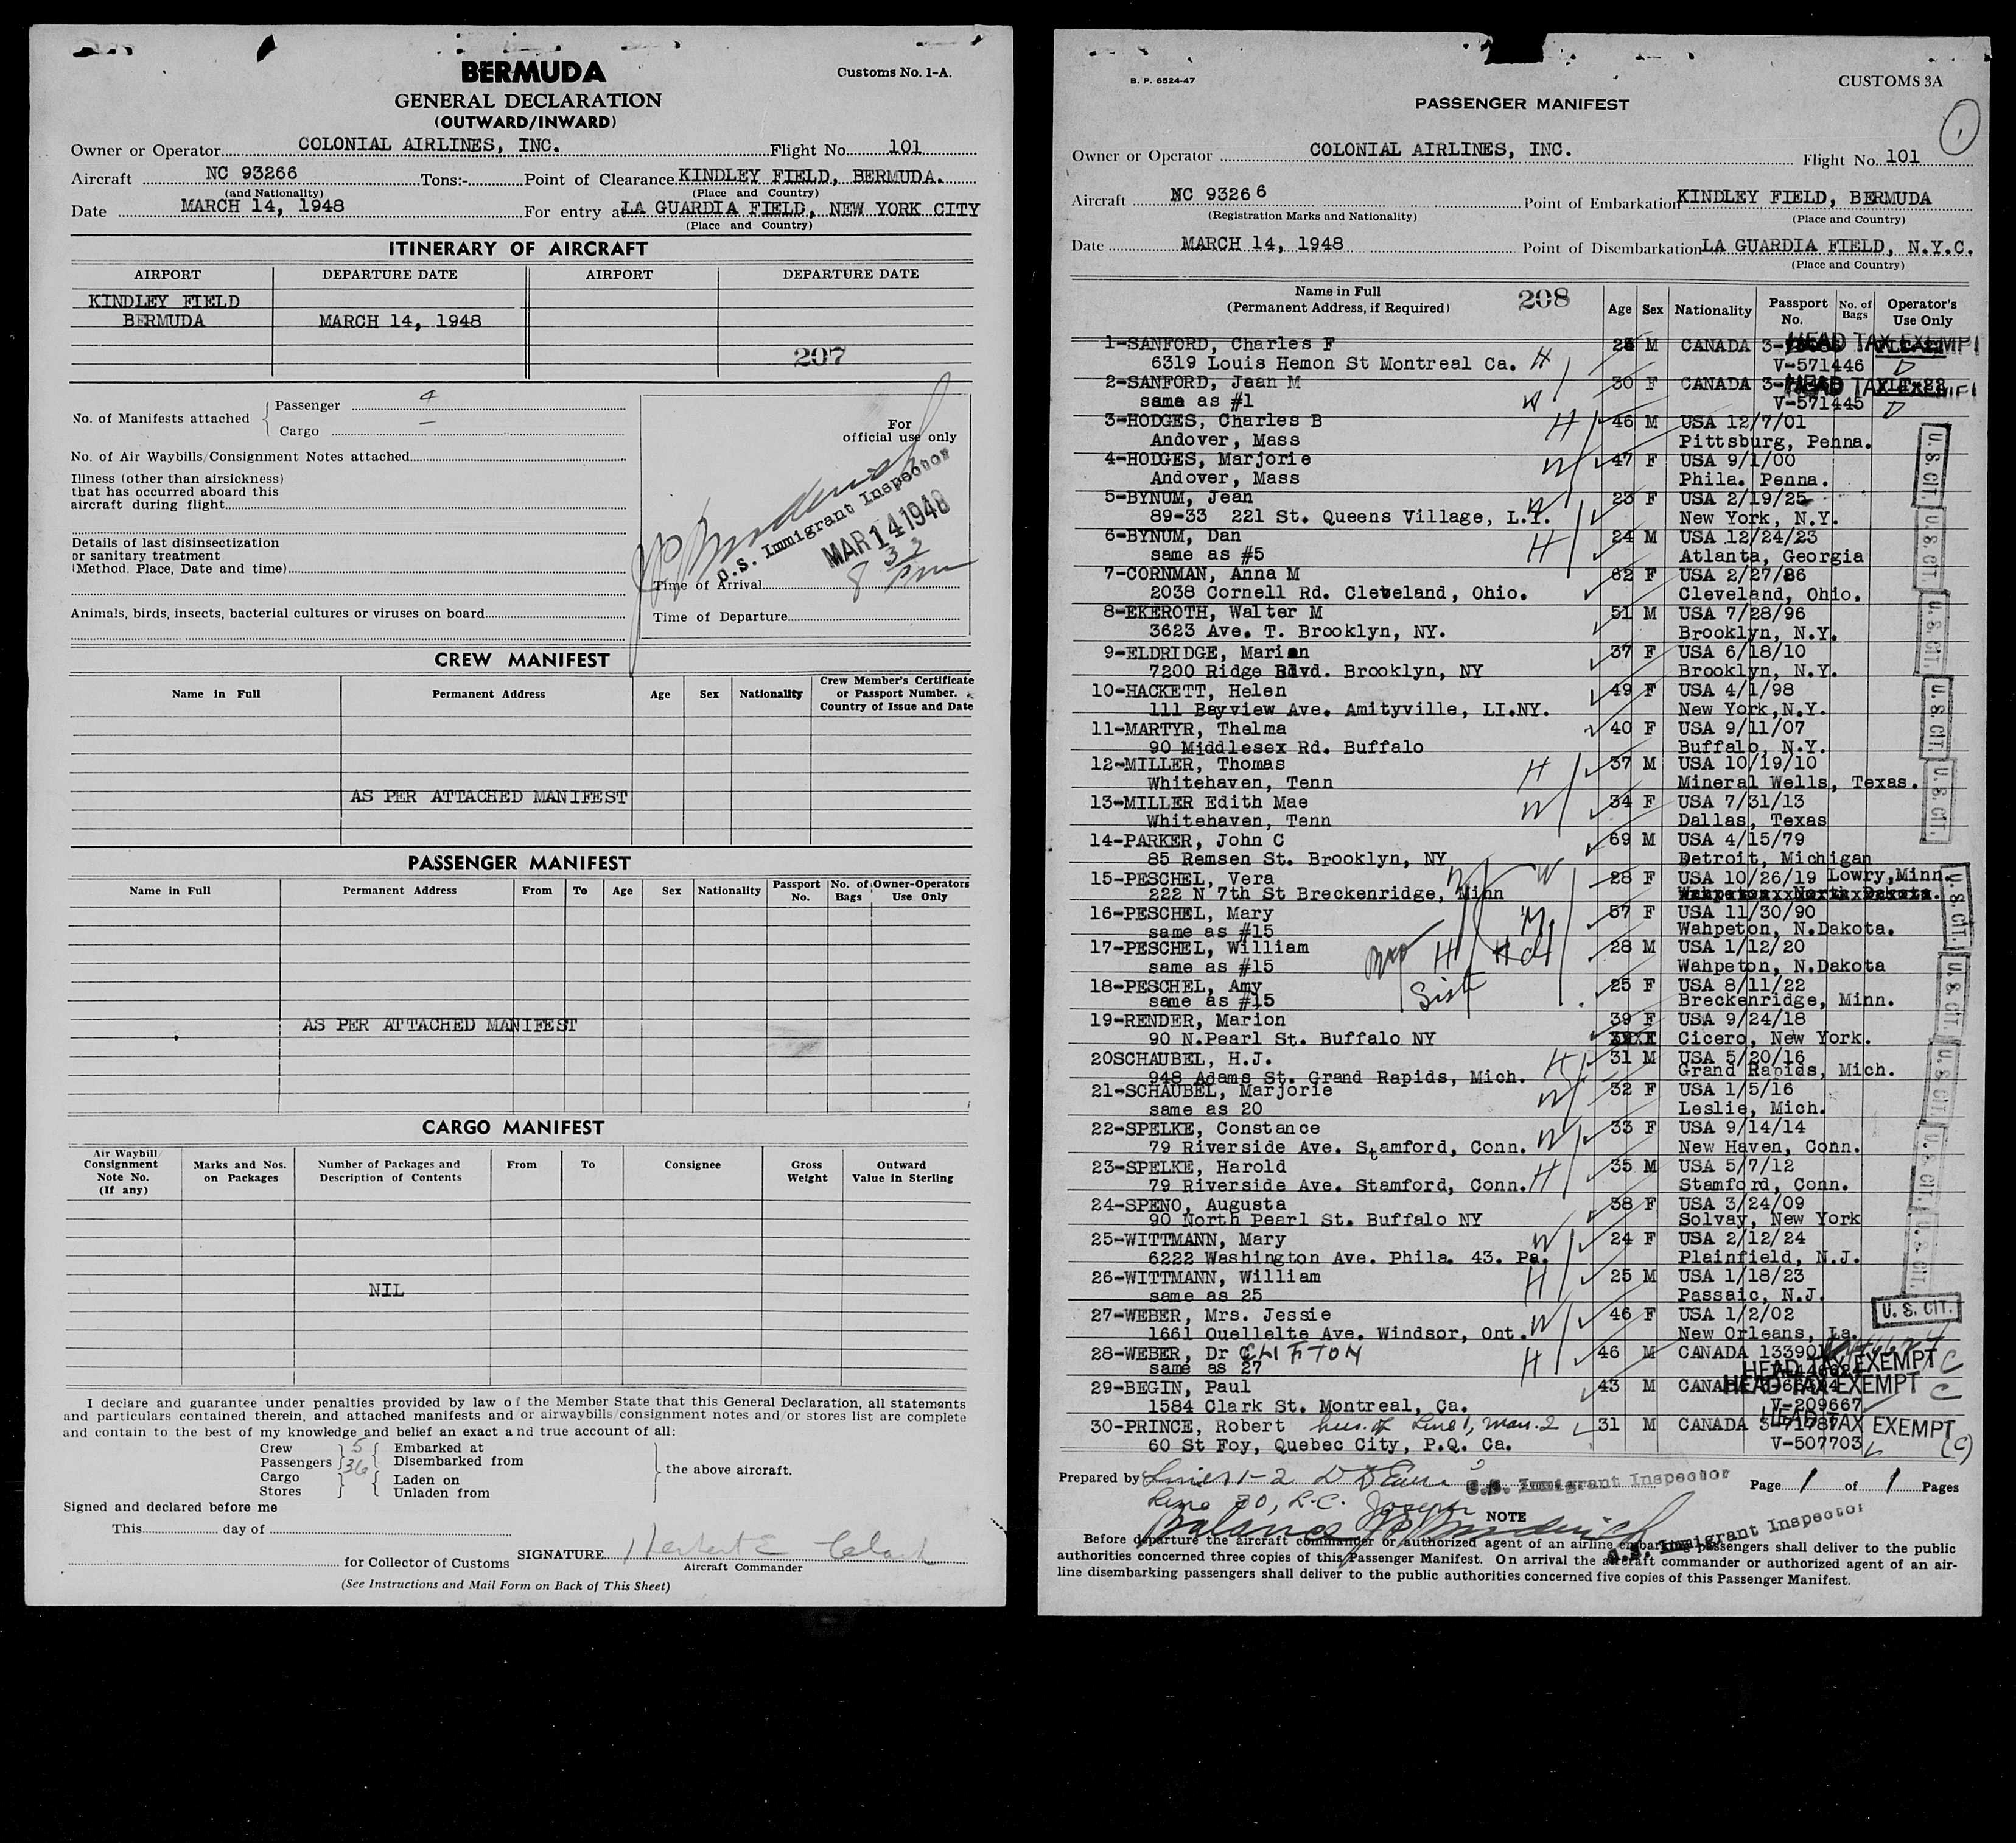 BERMUDA
Customs No. 1-A.
GENERAL DECLARATION
(OUTWARD/INWARD)
Owner or Operator COLONIAL AIRLINES, INC. Flight No. 101
Aircraft NC 93266 Tons:- Point of Clearance KINDLEY FIELD, BERMUDA.
(and Nationality) (Place and Country)
Date MARCH 14, 1948 For entry at LA GUARDIA FIELD, NEW YORK CITY
(Place and Country)
ITINERARY OF AIRCRAFT
AIRPORT DEPARTURE DATE AIRPORT DEPARTURE DATE
KINDLEY FIELD
BERMUDA MARCH 14, 1948
207
No. of Manifests attached { Passenger 4
Cargo —
For
official use only
No. of Air Waybills/Consignment Notes attached
Illness (other than airsickness)
that has occurred aboard this
aircraft during flight
U.S. Immigrant Inspector
MAR 14 1948
Details of last disinsectization
or sanitary treatment
(Method, Place, Date and time)
Time of Arrival 8 32 pm
Animals, birds, insects, bacterial cultures or viruses on board
Time of Departure
CREW MANIFEST
Name in Full Permanent Address Age Sex Nationality Crew Member's Certificate
or Passport Number.
Country of Issue and Date
AS PER ATTACHED MANIFEST
PASSENGER MANIFEST
Name in Full Permanent Address From To Age Sex Nationality Passport No. No. of Bags Owner-Operators Use Only
AS PER ATTACHED MANIFEST
CARGO MANIFEST
Air Waybill/
Consignment
Note No.
(If any)
Marks and Nos.
on Packages
Number of Packages and
Description of Contents
From To Consignee Gross
Weight
Outward
Value in Sterling
NIL
I declare and guarantee under penalties provided by law of the Member State that this General Declaration, all statements
and particulars contained therein, and attached manifests and/or airwaybills/consignment notes and/or stores list are complete
and contain to the best of my knowledge and belief an exact and true account of all:
Crew 5 Embarked at
Passengers 36 Disembarked from
the above aircraft.
Cargo Laden on
Stores Unladen from
Signed and declared before me
This day of
for Collector of Customs SIGNATURE Herbert E Clark
Aircraft Commander
(See Instructions and Mail Form on Back of This Sheet)
B. P. 6524-47
CUSTOMS 3A
PASSENGER MANIFEST
1
Owner or Operator COLONIAL AIRLINES, INC. Flight No. 101
Aircraft NC 93266 Point of Embarkation KINDLEY FIELD, BERMUDA
(Registration Marks and Nationality) (Place and Country)
Date MARCH 14, 1948 Point of Disembarkation LA GUARDIA FIELD, N.Y.C.
(Place and Country)
Name in Full
(Permanent Address, if Required)
208
Age Sex Nationality Passport No. No. of Bags Operator's Use Only
1-SANFORD, Charles F M CANADA HEAD TAX EXEMPT
6319 Louis Hemon St Montreal Ca. H V-571446 D
2-SANFORD, Jean M 30 F CANADA HEAD TAX EXEMPT
same as #1 W V-571445 D
3-HODGES, Charles B H 46 M USA 12/7/01
Andover, Mass Pittsburg, Penna.
4-HODGES, Marjorie W 47 F USA 9/1/00
Andover, Mass Phila. Penna.
5-BYNUM, Jean W 23 F USA 2/19/25
89-33 221 St. Queens Village, L.I. New York, N.Y.
6-BYNUM, Dan H 24 M USA 12/24/23
same as #5 Atlanta, Georgia
7-CORNMAN, Anna M 62 F USA 2/27/86
2038 Cornell Rd. Cleveland, Ohio. Cleveland, Ohio.
8-EKEROTH, Walter M 51 M USA 7/28/96
3623 Ave. T. Brooklyn, NY. Brooklyn, N.Y.
9-ELDRIDGE, Marian 37 F USA 6/18/10
7200 Ridge Blvd. Brooklyn, NY Brooklyn, N.Y.
10-HACKETT, Helen 49 F USA 4/1/98
111 Bayview Ave. Amityville, LI.NY. New York,N.Y.
11-MARTYR, Thelma 40 F USA 9/11/07
90 Middlesex Rd. Buffalo Buffalo, N.Y.
12-MILLER, Thomas H 37 M USA 10/19/10
Whitehaven, Tenn Mineral Wells, Texas.
13-MILLER Edith Mae W 34 F USA 7/31/13
Whitehaven, Tenn Dallas, Texas
14-PARKER, John C 69 M USA 4/15/79
85 Remsen St. Brooklyn, NY Detroit, Michigan
15-PESCHEL, Vera W 28 F USA 10/26/19 Lowry,Minn.
222 N 7th St Breckenridge, Minn
16-PESCHEL, Mary M. 57 F USA 11/30/90
same as #15 Wahpeton, N.Dakota.
17-PESCHEL, William Bro H 28 M USA 1/12/20
same as #15 Wahpeton, N.Dakota
18-PESCHEL, Amy Sist 25 F USA 8/11/22
same as #15 Breckenridge, Minn.
19-RENDER, Marion 39 F USA 9/24/18
90 N.Pearl St. Buffalo NY Cicero, New York.
20SCHAUBEL, H.J. H 31 M USA 5/20/16
948 Adams St. Grand Rapids, Mich. Grand Rapids, Mich.
21-SCHAUBEL, Marjorie W 32 F USA 1/5/16
same as 20 Leslie, Mich.
22-SPELKE, Constance W 33 F USA 9/14/14
79 Riverside Ave. Stamford, Conn. New Haven, Conn.
23-SPELKE, Harold H 35 M USA 5/7/12
79 Riverside Ave. Stamford, Conn. Stamford, Conn.
24-SPENO, Augusta 38 F USA 3/24/09
90 North Pearl St. Buffalo NY Solvay, New York
25-WITTMANN, Mary W 24 F USA 2/12/24
6222 Washington Ave. Phila. 43. Pa. Plainfield, N.J.
26-WITTMANN, William H 25 M USA 1/18/23
same as 25 Passaic, N.J.
27-WEBER, Mrs. Jessie W 46 F USA 1/2/02 U. S. CIT.
1661 Ouellelte Ave. Windsor, Ont. New Orleans, La.
28-WEBER, Dr CLIFTON H 46 M CANADA 133901
same as 27 HEAD TAX EXEMPT C
29-BEGIN, Paul 43 M CANADA HEAD TAX EXEMPT C
1584 Clark St. Montreal, Ca. V-209667
30-PRINCE, Robert hus. of Line 1, man. 2 31 M CANADA HEAD TAX EXEMPT
60 St Foy, Quebec City, P.Q. Ca. V-507703 (C)
U. S. CIT.
U. S. CIT.
U. S. CIT.
U. S. CIT.
U. S. CIT.
U. S. CIT.
U. S. CIT.
U. S. CIT.
U. S. CIT.
U. S. CIT.
Prepared by Lines 1-2 U.S. Immigrant Inspector Page 1 of 1 Pages
Line 30, L.C. Joseph
NOTE
Balance U.S. Immigrant Inspector
Before departure the aircraft commander or authorized agent of an airline embarking passengers shall deliver to the public
authorities concerned three copies of this Passenger Manifest. On arrival the aircraft commander or authorized agent of an air-
line disembarking passengers shall deliver to the public authorities concerned five copies of this Passenger Manifest.